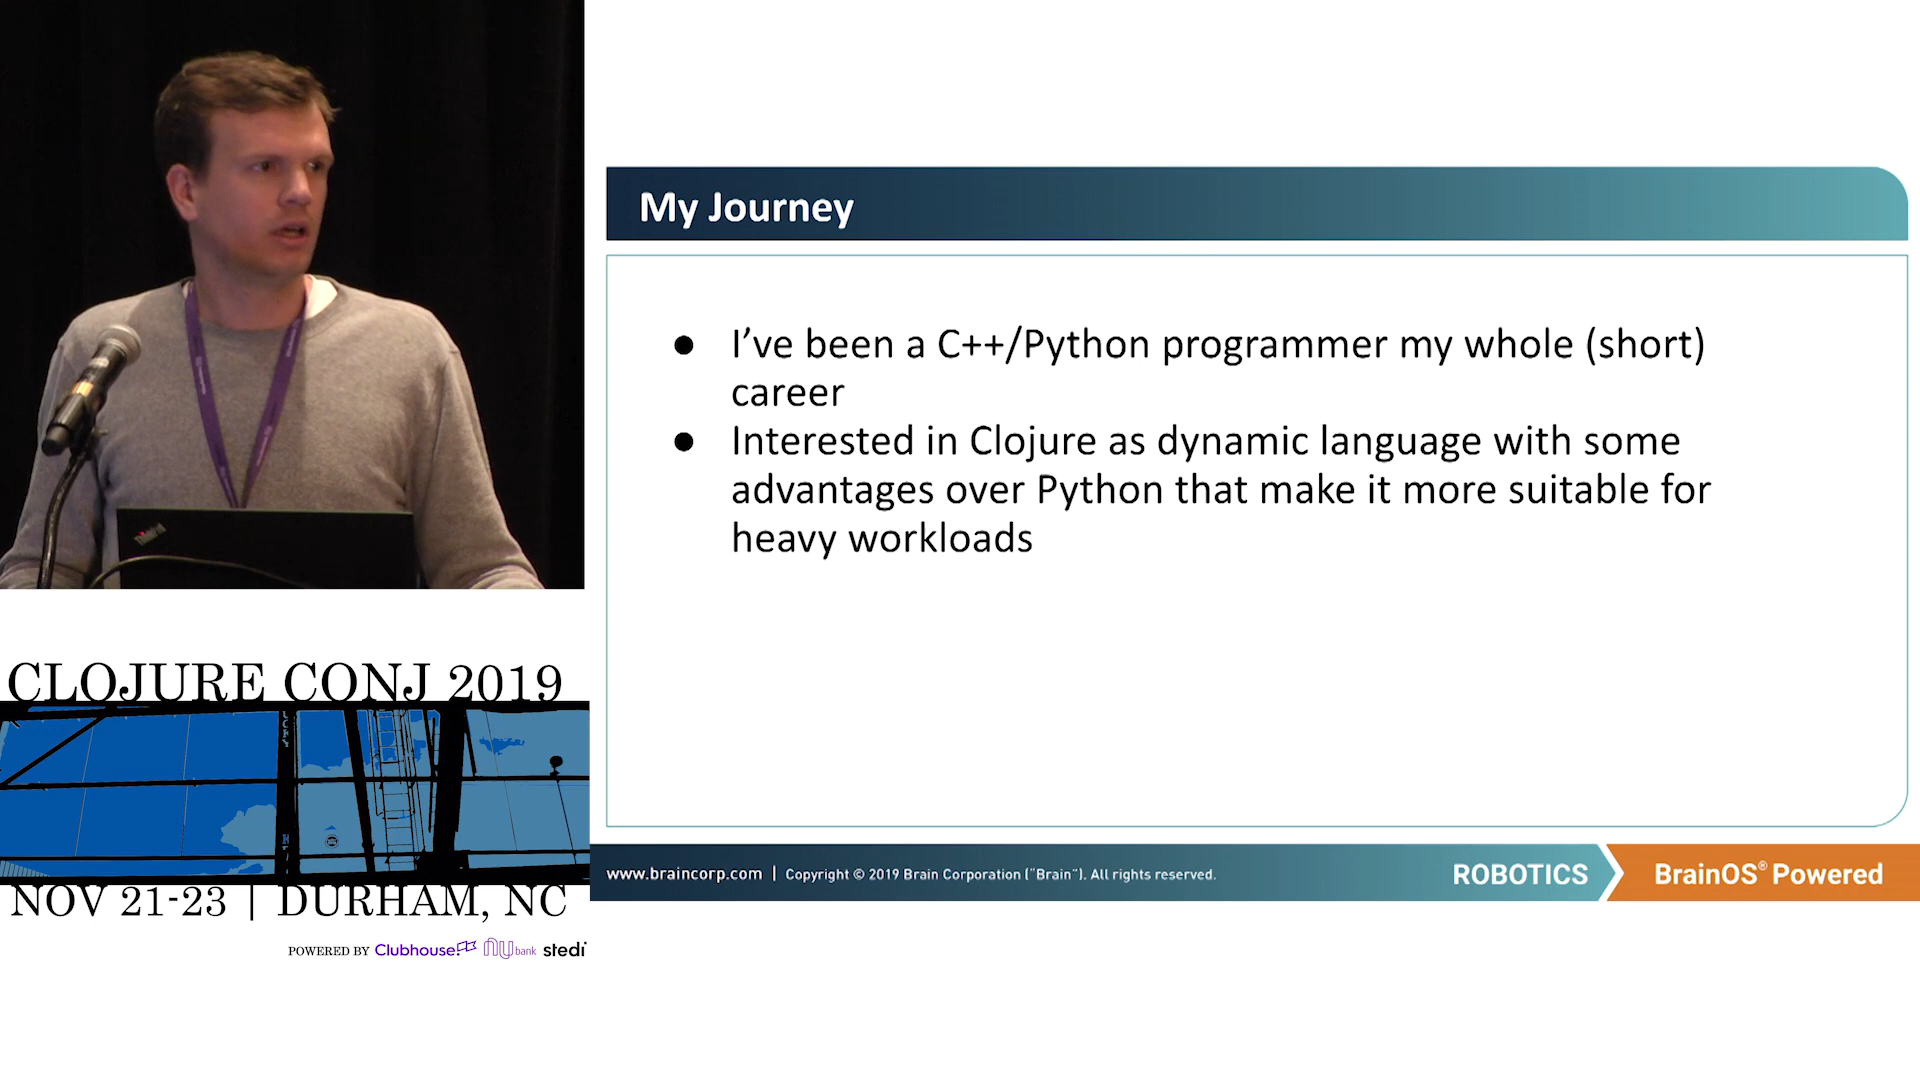 My Journey
● I’ve been a C++/Python programmer my whole (short)
career
● Interested in Clojure as dynamic language with some
advantages over Python that make it more suitable for
heavy workloads
ThinkPad
CLOJURE CONJ 2019
NOV 21-23 | DURHAM, NC
POWERED BY Clubhouse nu bank stedi
www.braincorp.com | Copyright © 2019 Brain Corporation ("Brain"). All rights reserved.
ROBOTICS
BrainOS® Powered